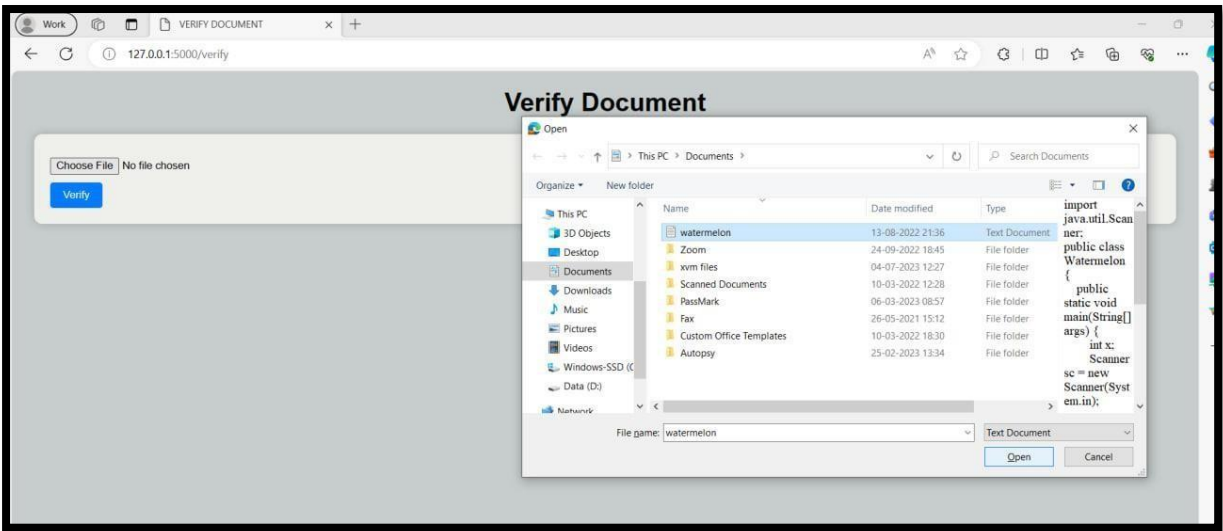 Work
VERIFY DOCUMENT
127.0.0.1:5000/verify
Verify Document
Choose File No file chosen
Verify
Open
This PC > Documents >
Search Documents
Organize
New folder
This PC
3D Objects
Desktop
Documents
Downloads
Music
Pictures
Videos
Windows-SSD (C
Data (D:)
Network
Name Date modified Type
watermelon 13-08-2022 21:36 Text Document
Zoom 24-09-2022 18:45 File folder
xvm files 04-07-2023 12:27 File folder
Scanned Documents 10-03-2022 12:28 File folder
PassMark 06-03-2023 08:57 File folder
Fax 26-05-2021 15:12 File folder
Custom Office Templates 10-03-2022 18:30 File folder
Autopsy 25-02-2023 13:34 File folder
import
java.util.Scan
ner;
public class
Watermelon
{
public
static void
main(String[]
args) {
int x;
Scanner
sc = new
Scanner(Syst
em.in);
File name: watermelon
Text Document
Open
Cancel